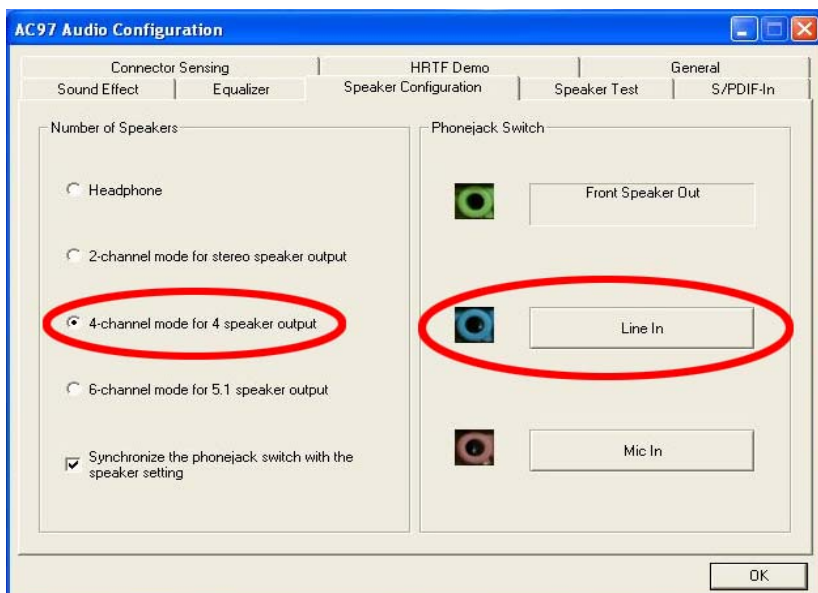 AC97 Audio Configuration
Connector Sensing
HRTF Demo
General
Sound Effect
Equalizer
Speaker Configuration
Speaker Test
S/PDIF-In
Number of Speakers
Headphone
2-channel mode for stereo speaker output
4-channel mode for 4 speaker output
6-channel mode for 5.1 speaker output
Synchronize the phonejack switch with the
speaker setting
Phonejack Switch
Front Speaker Out
Line In
Mic In
OK